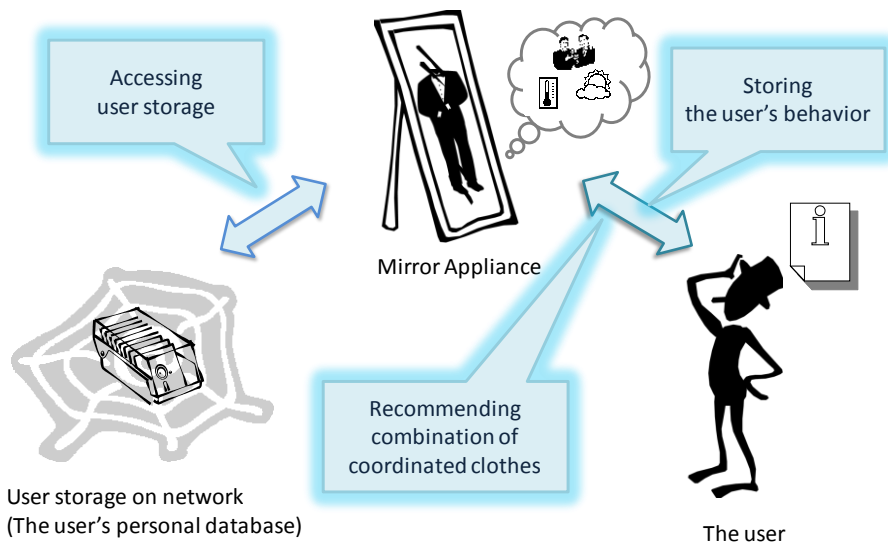 Accessing
user storage
Storing
the user's behavior
i
Mirror Appliance
Recommending
combination of
coordinated clothes
User storage on network
(The user's personal database)
The user